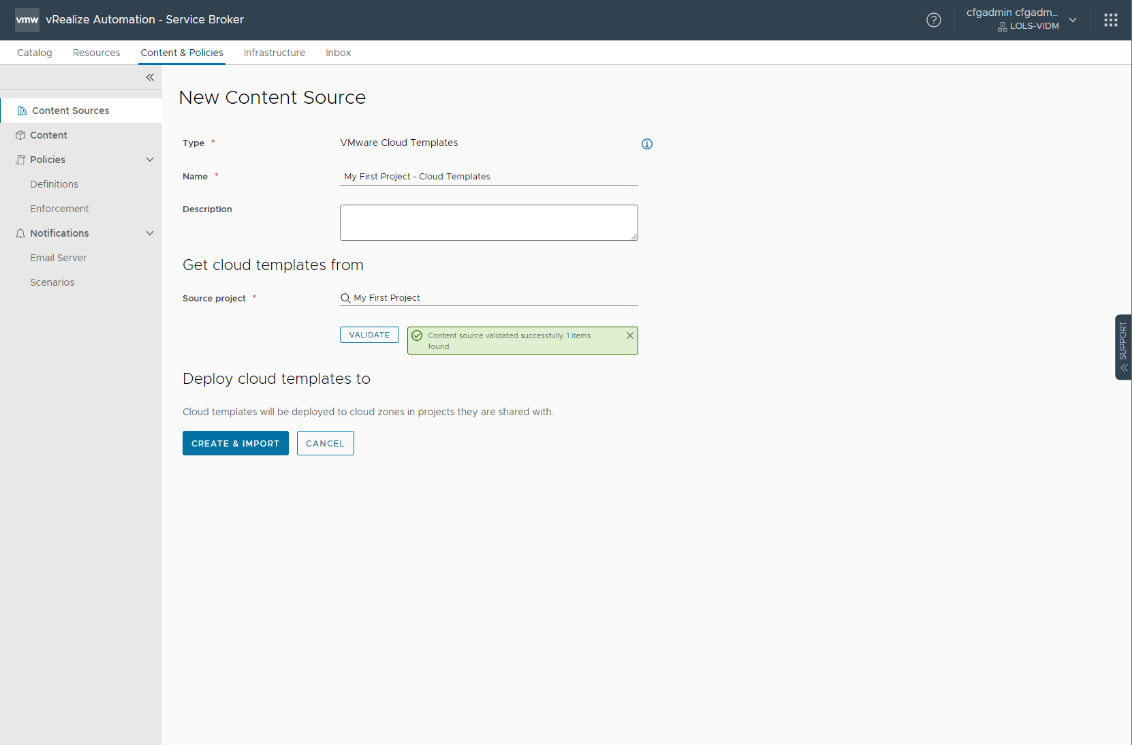 vmw vRealize Automation - Service Broker
cfgadmin cfgadm...
LOLS-VIDM
Catalog Resources Content & Policies Infrastructure Inbox
Content Sources
Content
Policies
Definitions
Enforcement
Notifications
Email Server
Scenarios
New Content Source
Type * VMware Cloud Templates
Name * My First Project - Cloud Templates
Description
Get cloud templates from
Source project * My First Project
VALIDATE
Content source validated successfully. 1 items
found.
Deploy cloud templates to
Cloud templates will be deployed to cloud zones in projects they are shared with.
CREATE & IMPORT CANCEL
SUPPORT